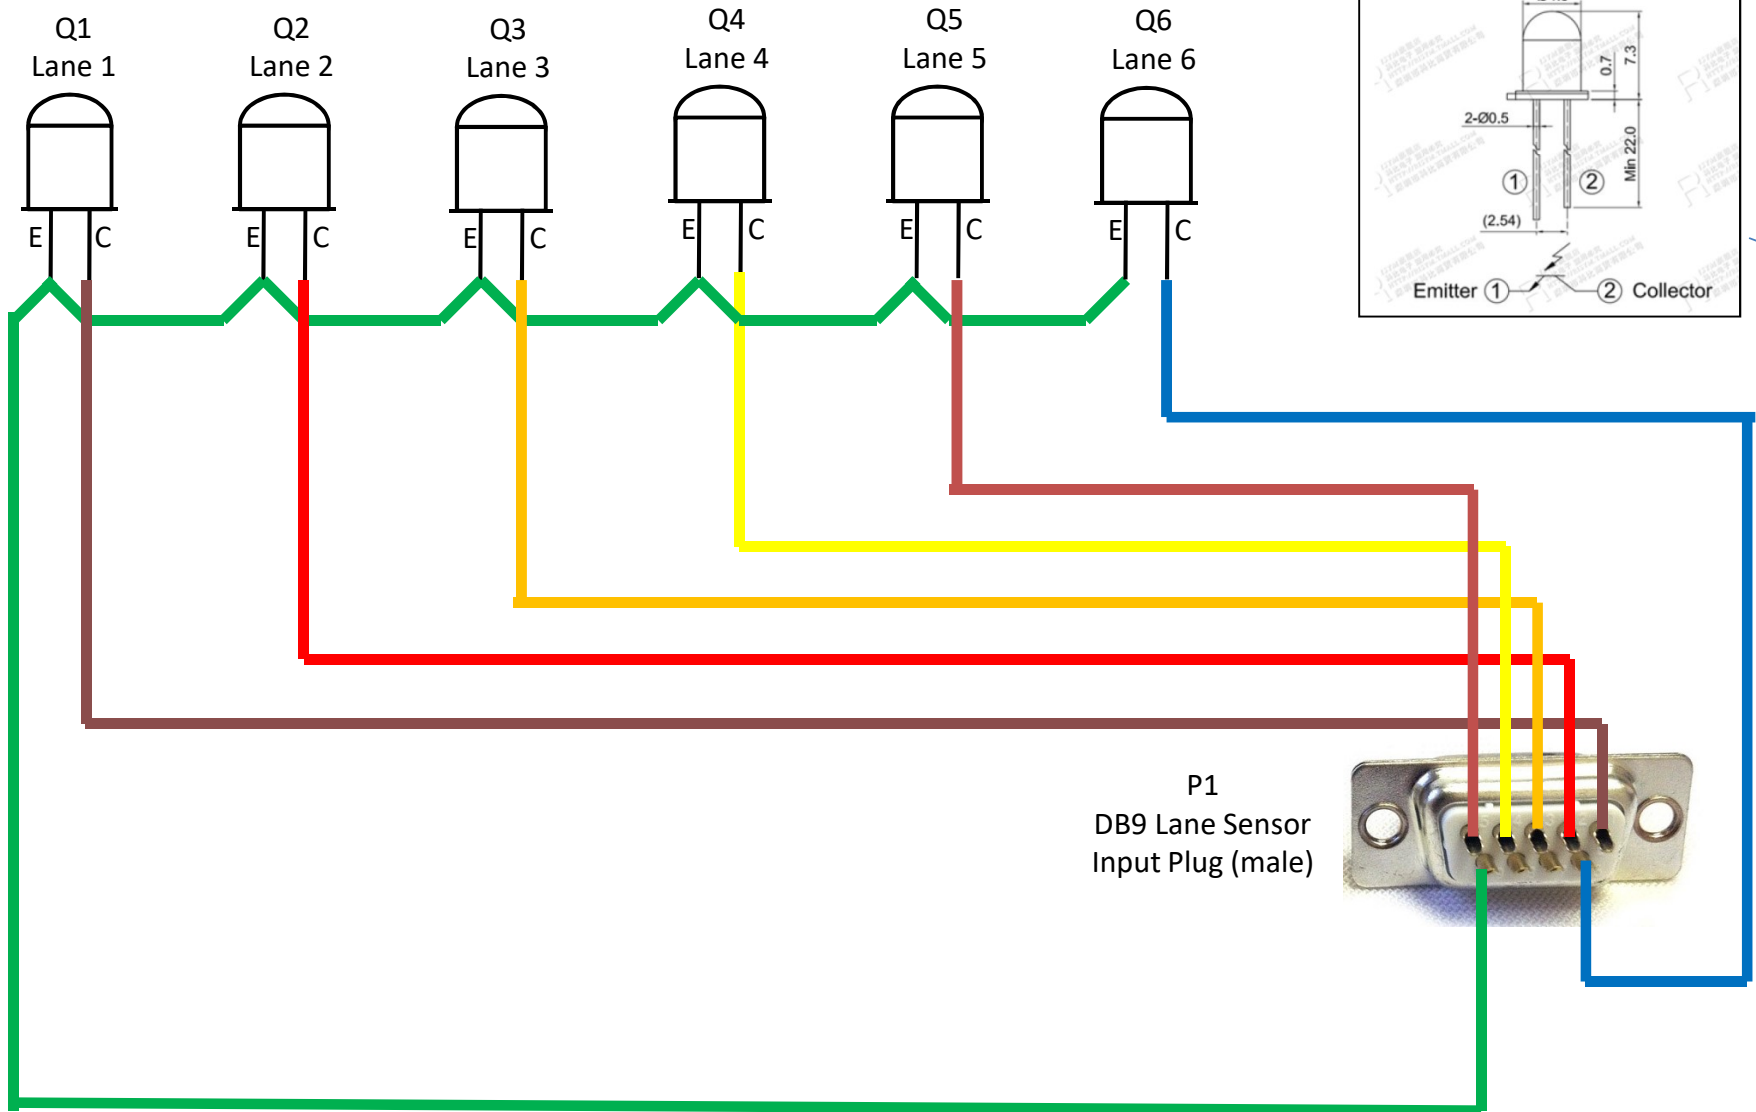 Q1
Lane 1
Q2
Lane 2
Q3
Lane 3
Q4
Lane 4
Q5
Lane 5
Q6
Lane 6
E C
E C
E C
E C
E C
E C
0.7
7.3
2-Ø0.5
Min 22.0
① ②
(2.54)
Emitter ① ② Collector
P1
DB9 Lane Sensor
Input Plug (male)